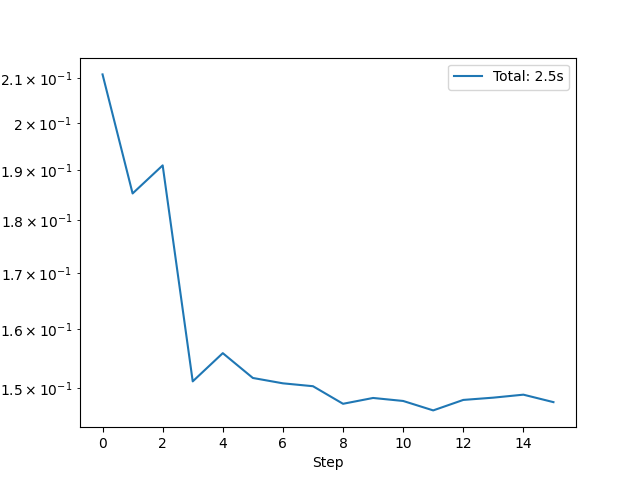 Total: 2.5s
2.1 × 10⁻¹
2 × 10⁻¹
1.9 × 10⁻¹
1.8 × 10⁻¹
1.7 × 10⁻¹
1.6 × 10⁻¹
1.5 × 10⁻¹
0 2 4 6 8 10 12 14
Step